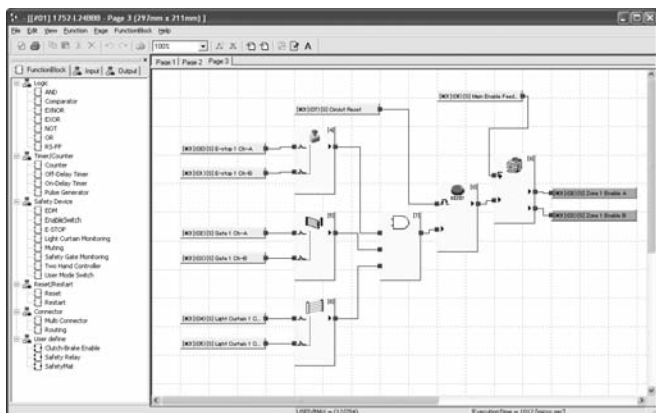 [[#01] 1752-L24BBB - Page 3 (297mm x 211mm) ]
File Edit View Function Page FunctionBlock Help
100%
FunctionBlock Input Output
Page 1 Page 2 Page 3
Logic
AND
Comparator
EXNOR
EXOR
NOT
OR
RS-FF
Timer/Counter
Counter
Off-Delay Timer
On-Delay Timer
Pulse Generator
Safety Device
EDM
EnableSwitch
E-STOP
Light Curtain Monitoring
Muting
Safety Gate Monitoring
Two Hand Controller
User Mode Switch
Reset/Restart
Reset
Restart
Connector
Multi Connector
Routing
User define
Clutch-Brake Enable
Safety Relay
SafetyMat
Circuit Reset
Main Enable Feed...
E-stop 1 Ch-A
E-stop 1 Ch-B
Gate 1 Ch-A
Gate 1 Ch-B
Light Curtain 1 O...
Light Curtain 1 O...
RESET
Zone 1 Enable A
Zone 1 Enable B